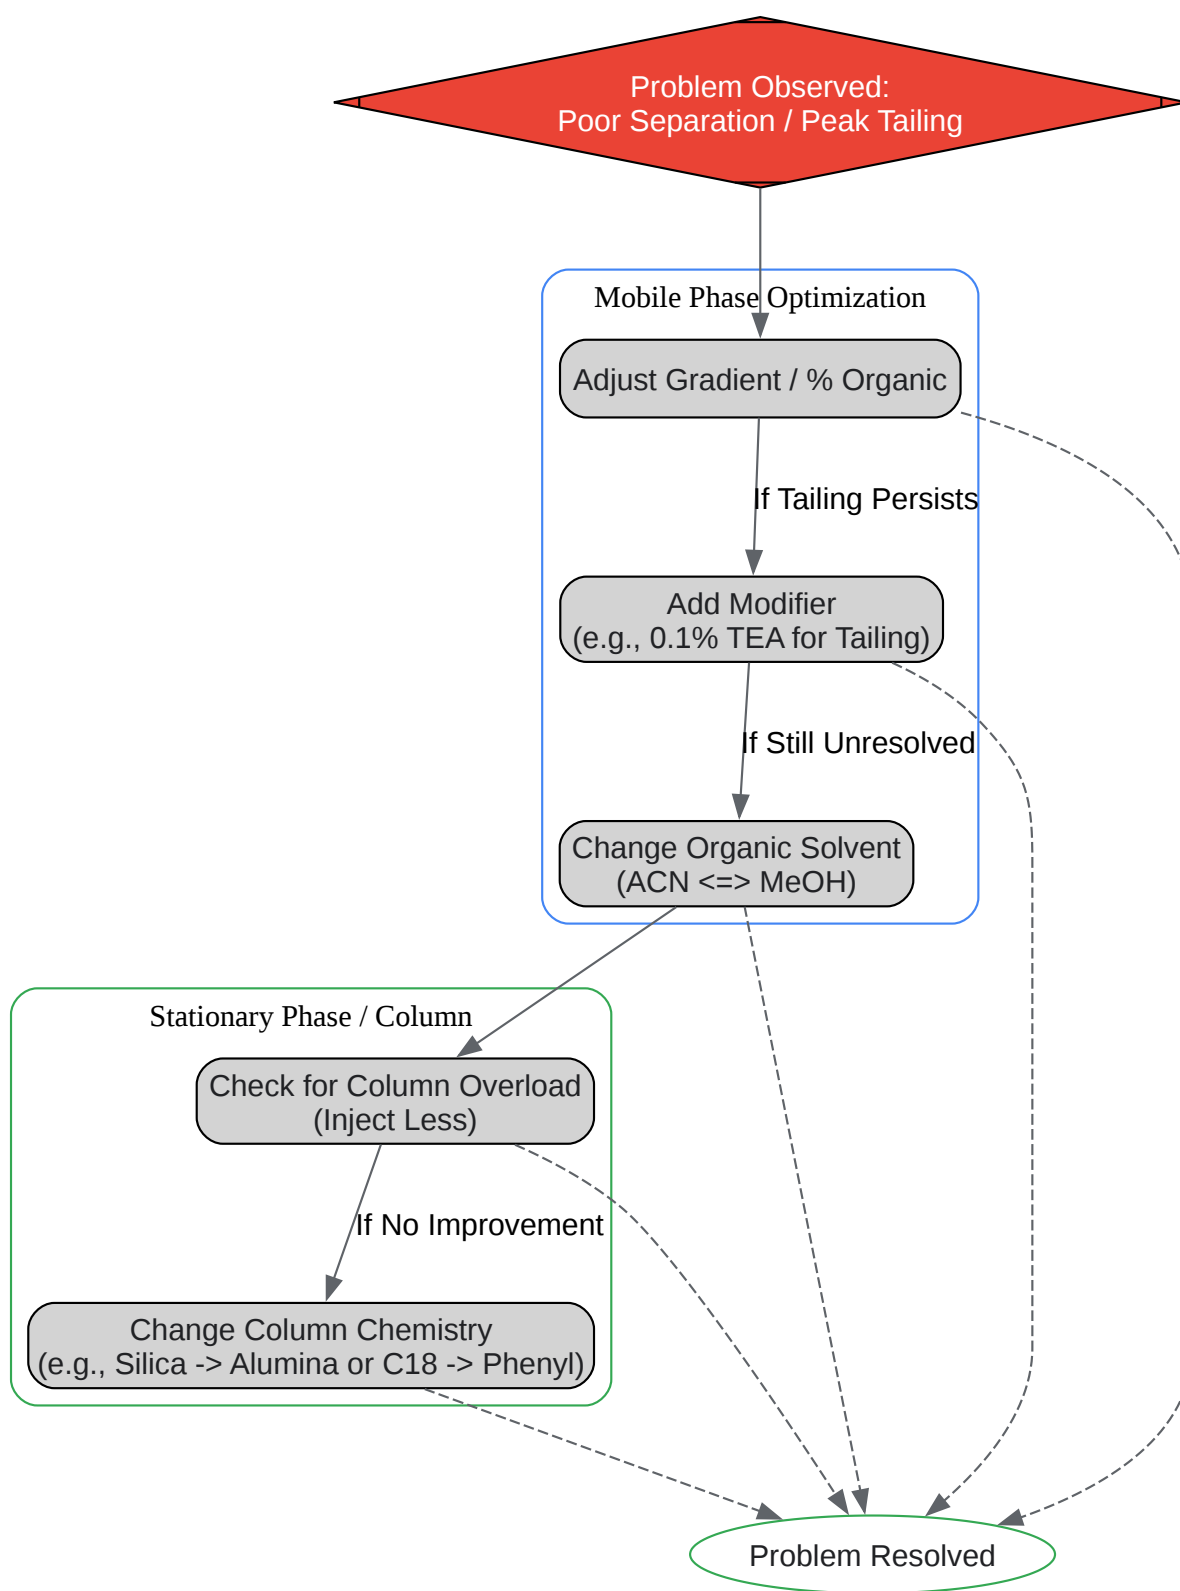 Problem Observed:
Poor Separation / Peak Tailing
Mobile Phase Optimization
Adjust Gradient / % Organic
If Tailing Persists
Add Modifier
(e.g., 0.1% TEA for Tailing)
If Still Unresolved
Change Organic Solvent
(ACN <=> MeOH)
Stationary Phase / Column
Check for Column Overload
(Inject Less)
If No Improvement
Change Column Chemistry
(e.g., Silica -> Alumina or C18 -> Phenyl)
Problem Resolved